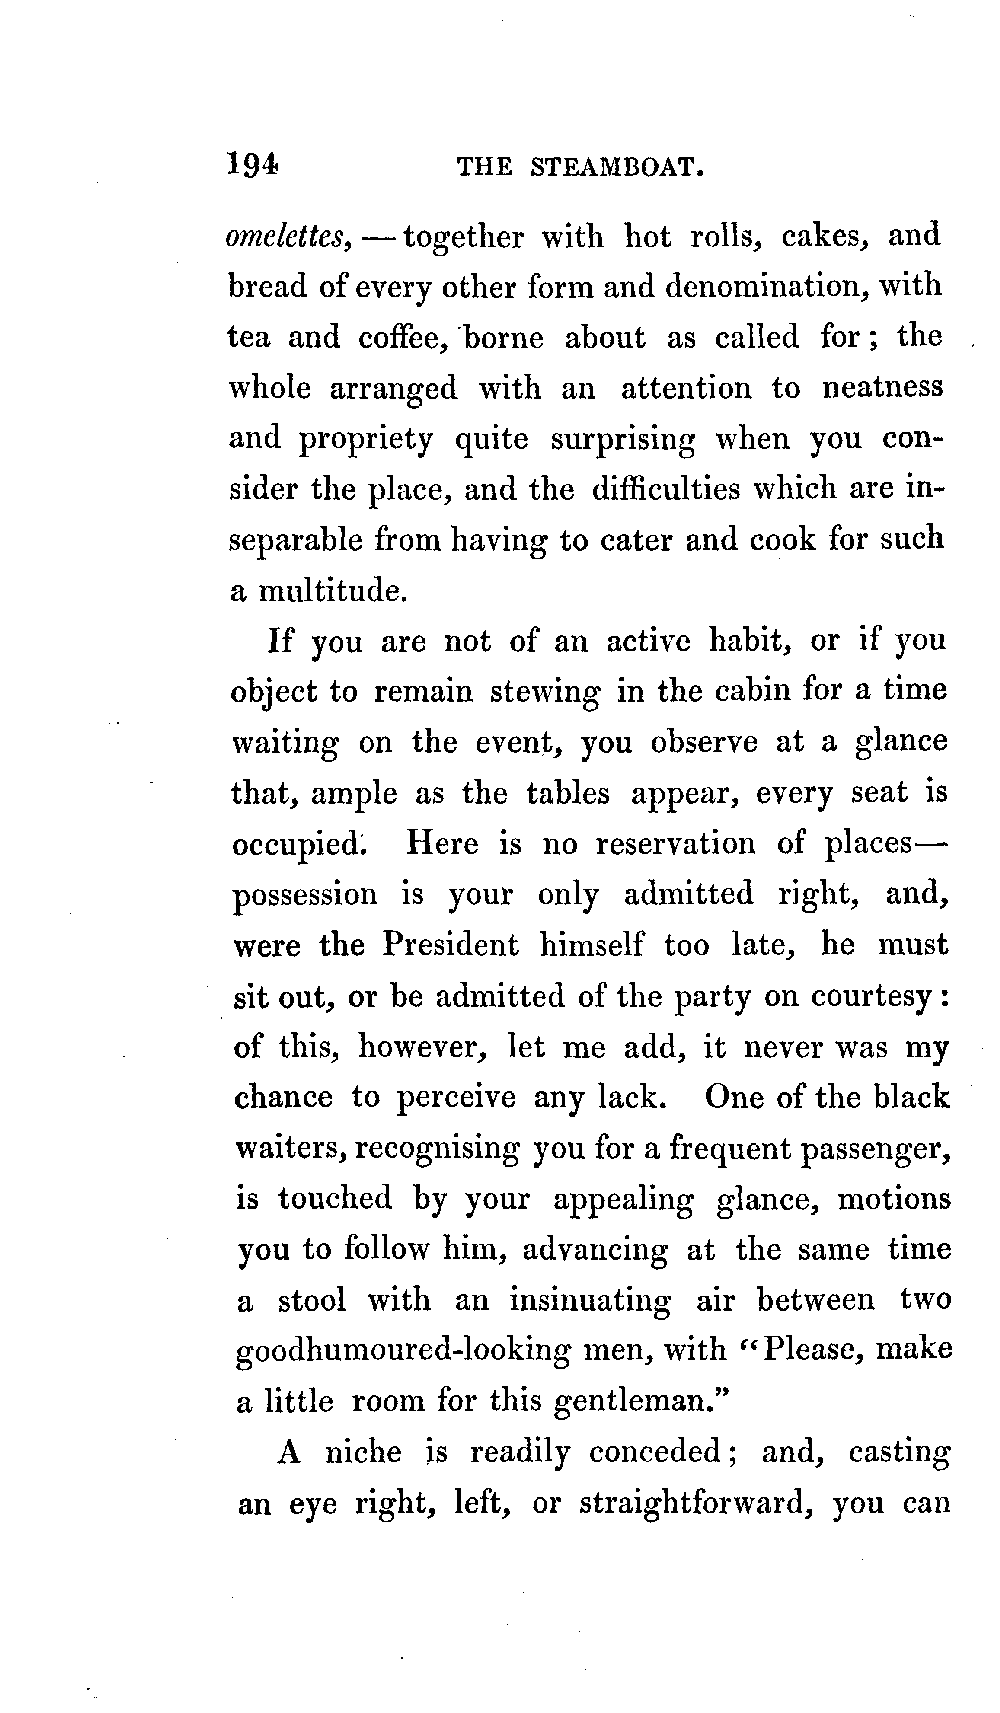 194 THE STEAMBOAT.
omelettes, — together with hot rolls, cakes, and
bread of every other form and denomination, with
tea and coffee, borne about as called for; the
whole arranged with an attention to neatness
and propriety quite surprising when you con-
sider the place, and the difficulties which are in-
separable from having to cater and cook for such
a multitude.
If you are not of an active habit, or if you
object to remain stewing in the cabin for a time
waiting on the event, you observe at a glance
that, ample as the tables appear, every seat is
occupied. Here is no reservation of places—
possession is your only admitted right, and,
were the President himself too late, he must
sit out, or be admitted of the party on courtesy:
of this, however, let me add, it never was my
chance to perceive any lack. One of the black
waiters, recognising you for a frequent passenger,
is touched by your appealing glance, motions
you to follow him, advancing at the same time
a stool with an insinuating air between two
goodhumoured-looking men, with “Please, make
a little room for this gentleman.”
A niche is readily conceded; and, casting
an eye right, left, or straightforward, you can